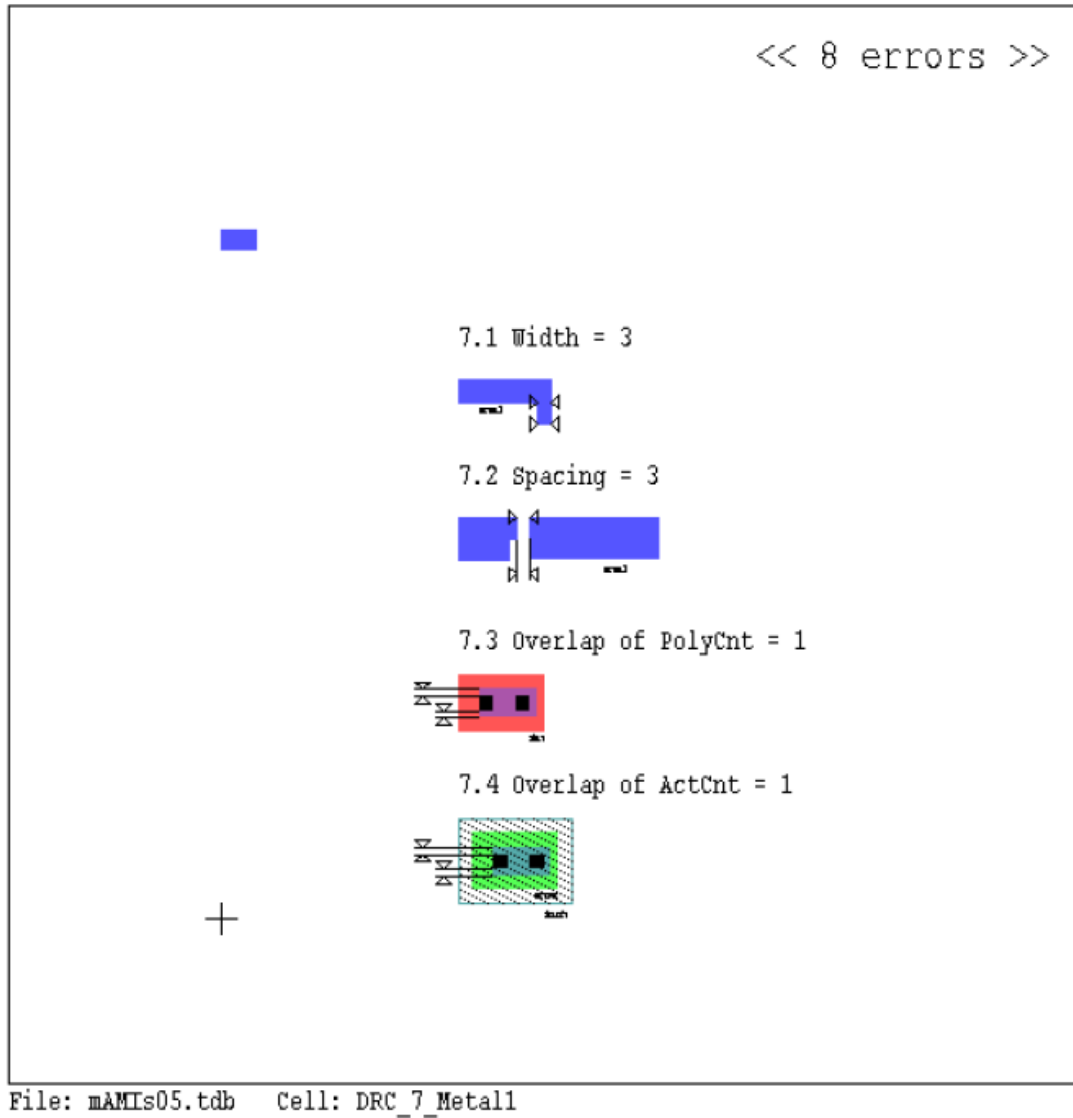 << 8 errors >>
7.1 Width = 3
7.2 Spacing = 3
7.3 Overlap of PolyCnt = 1
7.4 Overlap of ActCnt = 1
File: mAMIs05.tdb Cell: DRC_7_Metal1